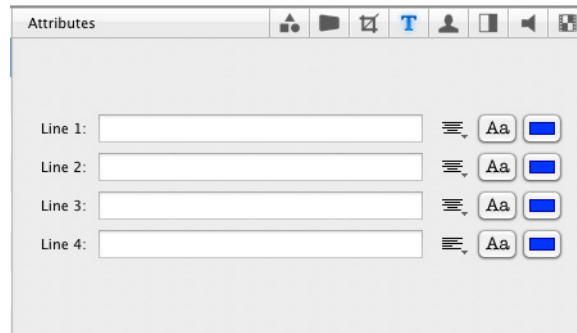 Attributes
T
Line 1:
Aa
Line 2:
Aa
Line 3:
Aa
Line 4:
Aa